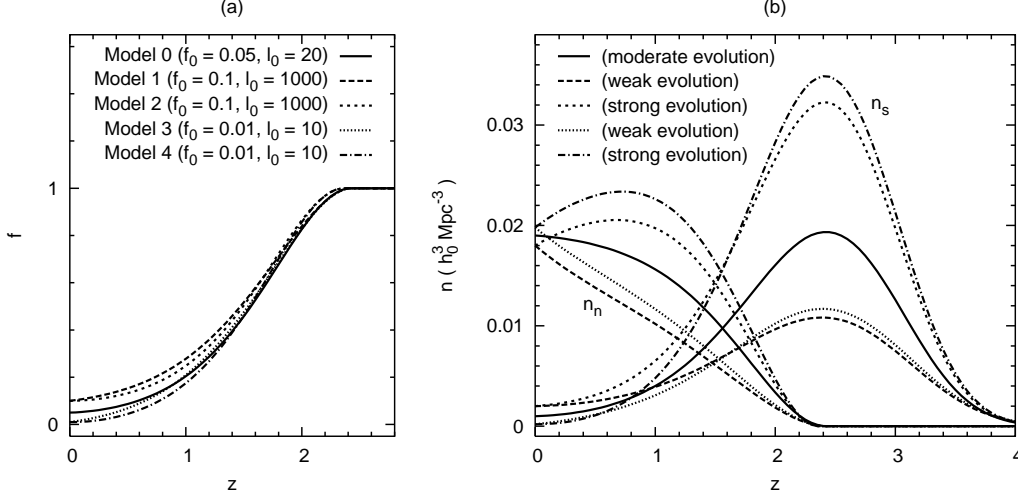 (a)
Model 0 (f0 = 0.05, l0 = 20)
Model 1 (f0 = 0.1, l0 = 1000)
Model 2 (f0 = 0.1, l0 = 1000)
Model 3 (f0 = 0.01, l0 = 10)
Model 4 (f0 = 0.01, l0 = 10)
1
0
f
0 1 2
z
(b)
(moderate evolution)
(weak evolution)
(strong evolution)
(weak evolution)
(strong evolution)
ns
nn
0.03
0.02
0.01
0
n ( h0^3 Mpc^-3 )
0 1 2 3 4
z